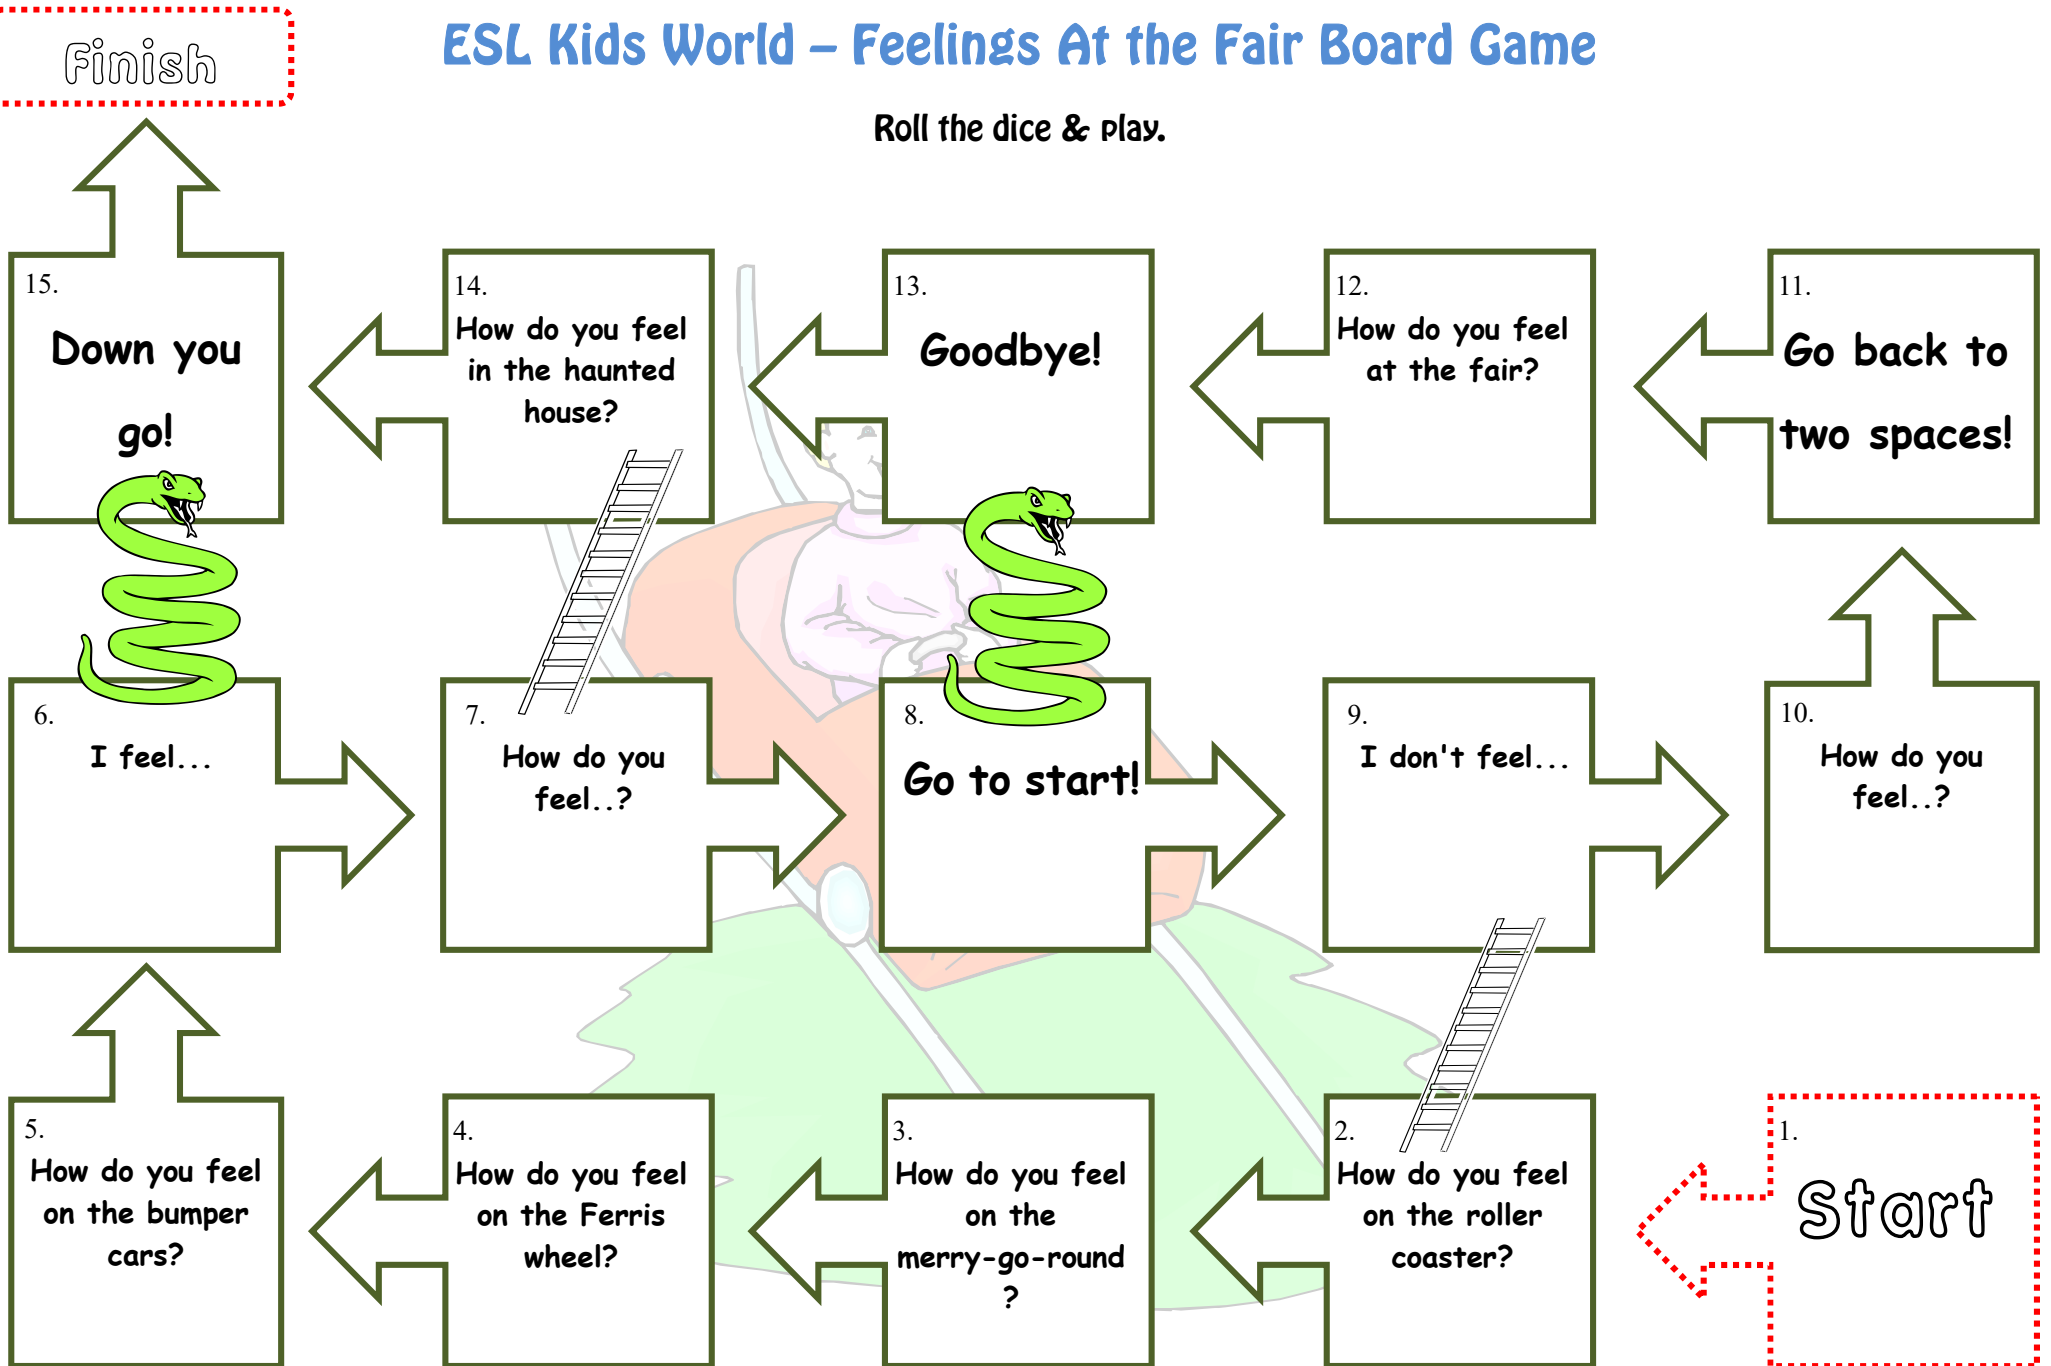 Finish
ESL Kids World – Feelings At the Fair Board Game
Roll the dice & play.
15.
Down you
go!
14.
How do you feel
in the haunted
house?
13.
Goodbye!
12.
How do you feel
at the fair?
11.
Go back to
two spaces!
6.
I feel...
7.
How do you
feel..?
8.
Go to start!
9.
I don't feel...
10.
How do you
feel..?
5.
How do you feel
on the bumper
cars?
4.
How do you feel
on the Ferris
wheel?
3.
How do you feel
on the
merry-go-round
?
2.
How do you feel
on the roller
coaster?
1.
Start